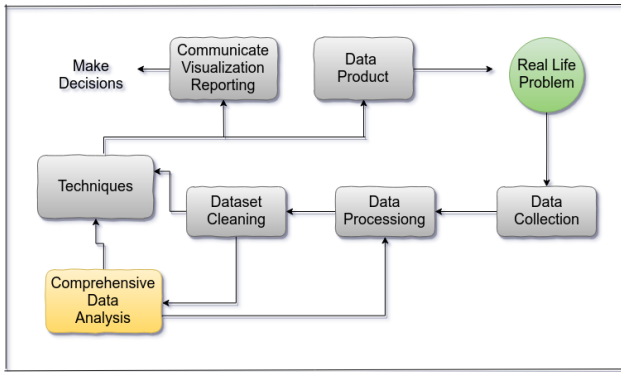 Make
Decisions
Communicate
Visualization
Reporting
Data
Product
Real Life
Problem
Techniques
Dataset
Cleaning
Data
Processiong
Data
Collection
Comprehensive
Data
Analysis